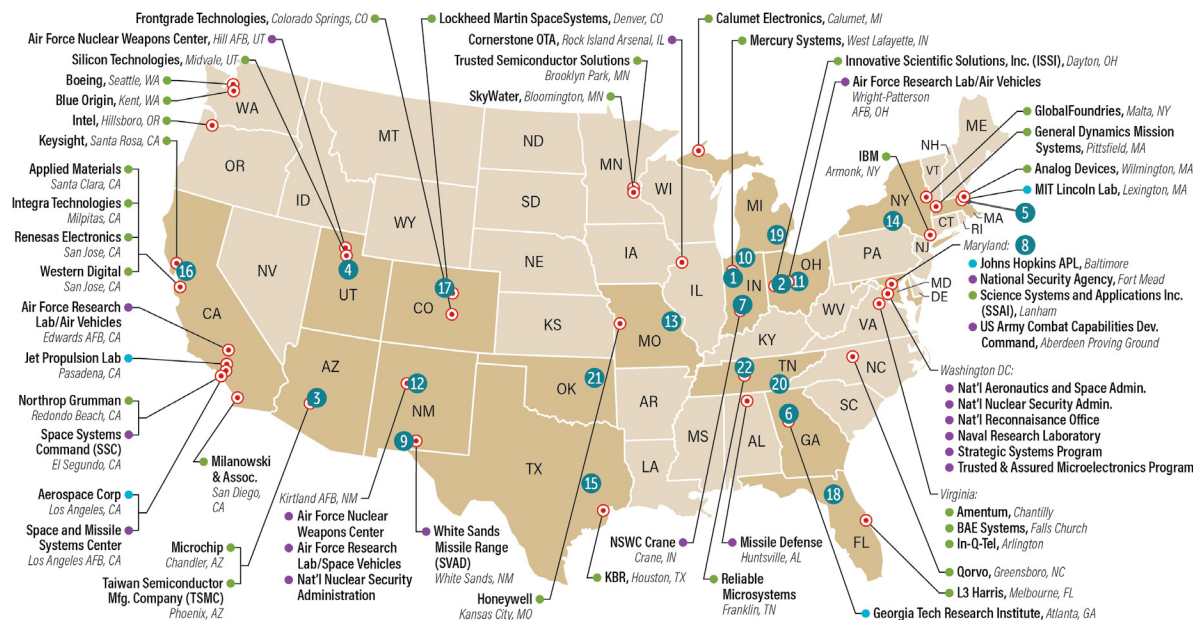 Frontgrade Technologies, Colorado Springs, CO
Air Force Nuclear Weapons Center, Hill AFB, UT
Silicon Technologies, Midvale, UT
Boeing, Seattle, WA
Blue Origin, Kent, WA
Intel, Hillsboro, OR
Keysight, Santa Rosa, CA
Applied Materials
Santa Clara, CA
Integra Technologies
Milpitas, CA
Renesas Electronics
San Jose, CA
Western Digital
San Jose, CA
Air Force Research
Lab/Air Vehicles
Edwards AFB, CA
Jet Propulsion Lab
Pasadena, CA
Northrop Grumman
Redondo Beach, CA
Space Systems
Command (SSC)
El Segundo, CA
Aerospace Corp
Los Angeles, CA
Space and Missile
Systems Center
Los Angeles AFB, CA
Milanowski
& Assoc.
San Diego,
CA
Microchip
Chandler, AZ
Taiwan Semiconductor
Mfg. Company (TSMC)
Phoenix, AZ
Kirtland AFB, NM
Air Force Nuclear
Weapons Center
Air Force Research
Lab/Space Vehicles
Nat'l Nuclear Security
Administration
White Sands
Missile Range
(SVAD)
White Sands, NM
Honeywell
Kansas City, MO
KBR, Houston, TX
NSWC Crane
Crane, IN
Reliable
Microsystems
Franklin, TN
Missile Defense
Huntsville, AL
Lockheed Martin SpaceSystems, Denver, CO
Cornerstone OTA, Rock Island Arsenal, IL
Trusted Semiconductor Solutions
Brooklyn Park, MN
SkyWater, Bloomington, MN
Calumet Electronics, Calumet, MI
Mercury Systems, West Lafayette, IN
Innovative Scientific Solutions, Inc. (ISSI), Dayton, OH
Air Force Research Lab/Air Vehicles
Wright-Patterson
AFB, OH
IBM
Armonk, NY
GlobalFoundries, Malta, NY
General Dynamics Mission
Systems, Pittsfield, MA
Analog Devices, Wilmington, MA
MIT Lincoln Lab, Lexington, MA
Maryland:
Johns Hopkins APL, Baltimore
National Security Agency, Fort Mead
Science Systems and Applications Inc.
(SSAI), Lanham
US Army Combat Capabilities Dev.
Command, Aberdeen Proving Ground
Washington DC:
Nat'l Aeronautics and Space Admin.
Nat'l Nuclear Security Admin.
Nat'l Reconnaisance Office
Naval Research Laboratory
Strategic Systems Program
Trusted & Assured Microelectronics Program
Virginia:
Amentum, Chantilly
BAE Systems, Falls Church
In-Q-Tel, Arlington
Qorvo, Greensboro, NC
L3 Harris, Melbourne, FL
Georgia Tech Research Institute, Atlanta, GA
WA
OR
ID
MT
WY
NV
UT
CO
CA
AZ
NM
ND
SD
NE
KS
OK
TX
MN
IA
MO
AR
LA
WI
IL
MI
IN
OH
KY
TN
MS
AL
GA
FL
SC
NC
VA
WV
PA
NY
NJ
MD
DE
CT
RI
MA
VT
NH
ME
1
2
3
4
5
6
7
8
9
10
11
12
13
14
15
16
17
18
19
20
21
22